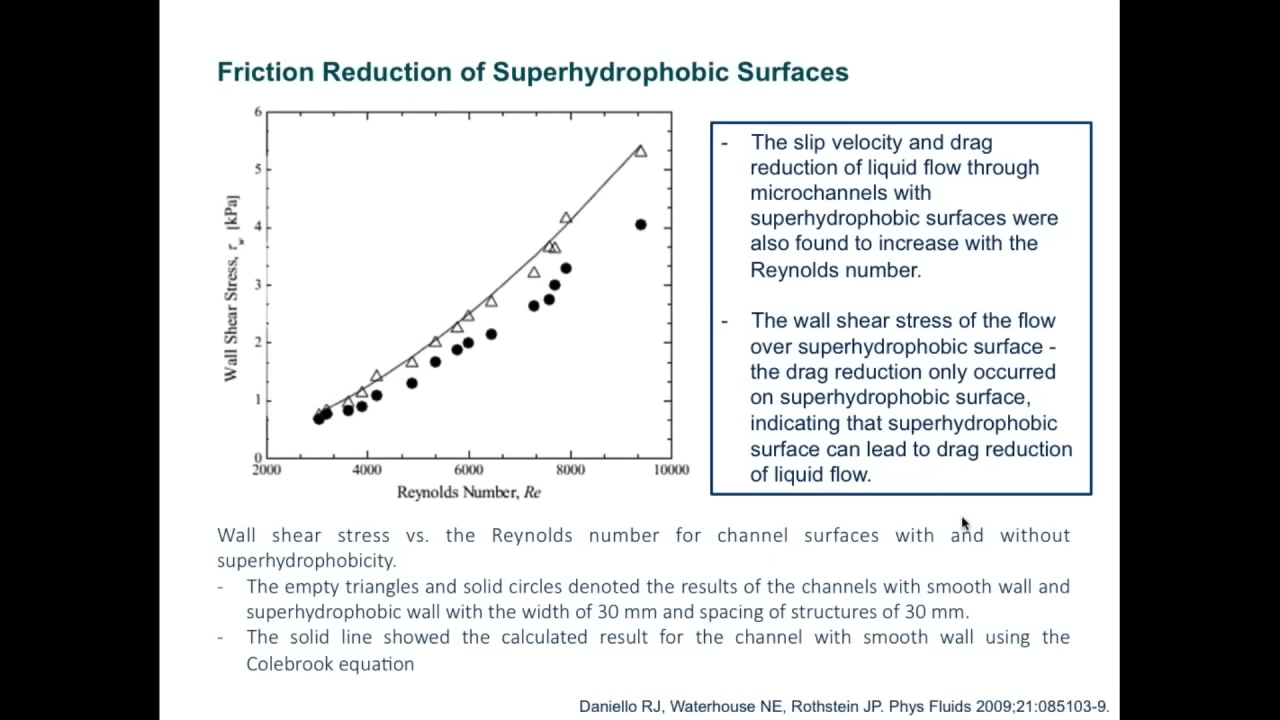 Friction Reduction of Superhydrophobic Surfaces
6
5
4
3
2
1
0
Wall Shear Stress, τw [kPa]
2000 4000 6000 8000 10000
Reynolds Number, Re
- The slip velocity and drag
reduction of liquid flow through
microchannels with
superhydrophobic surfaces were
also found to increase with the
Reynolds number.
- The wall shear stress of the flow
over superhydrophobic surface -
the drag reduction only occurred
on superhydrophobic surface,
indicating that superhydrophobic
surface can lead to drag reduction
of liquid flow.
Wall shear stress vs. the Reynolds number for channel surfaces with and without
superhydrophobicity.
- The empty triangles and solid circles denoted the results of the channels with smooth wall and
superhydrophobic wall with the width of 30 mm and spacing of structures of 30 mm.
- The solid line showed the calculated result for the channel with smooth wall using the
Colebrook equation
Daniello RJ, Waterhouse NE, Rothstein JP. Phys Fluids 2009;21:085103-9.